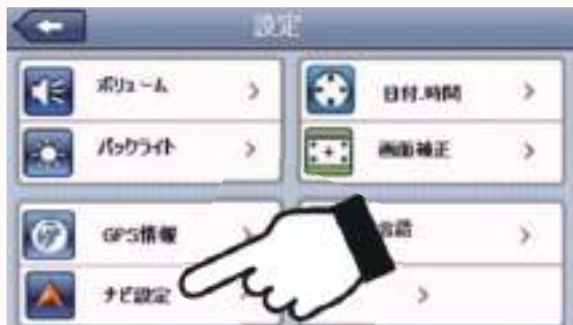 設定
ボリューム
日付.時間
バックライト
画面補正
GPS情報
言語
ナビ設定